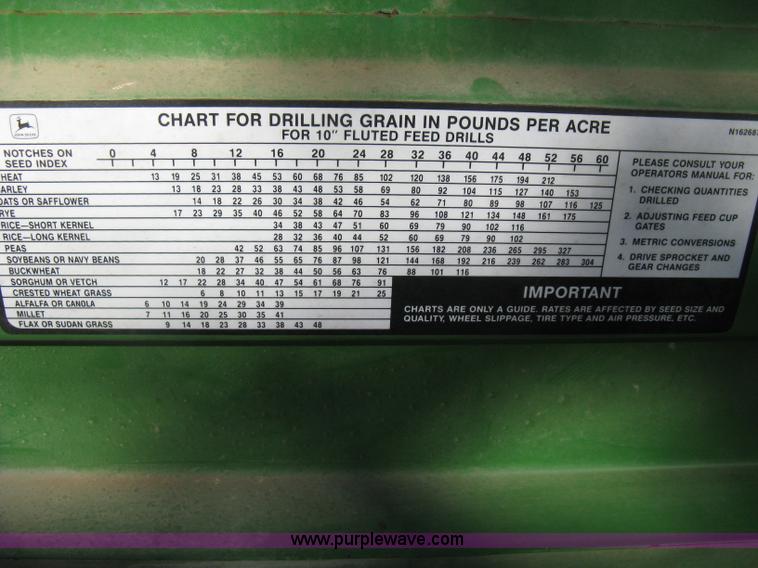 CHART FOR DRILLING GRAIN IN POUNDS PER ACRE
FOR 10" FLUTED FEED DRILLS
JOHN DEERE
N16268
NOTCHES ON SEED INDEX 0 4 8 12 16 20 24 28 32 36 40 44 48 52 56 60
HEAT 13 19 25 31 38 45 53 60 68 76 85 102 120 138 156 175 194 212
ARLEY 13 18 23 28 33 38 43 48 53 58 69 80 92 104 115 127 140 153
OATS OR SAFFLOWER 14 18 22 26 30 34 38 42 46 54 62 71 80 89 98 107 116 125
RYE 17 23 29 35 40 46 52 58 64 70 83 96 108 121 134 148 161 175
RICE—SHORT KERNEL 34 38 43 47 51 60 69 79 90 102 116
RICE—LONG KERNEL 28 32 36 40 44 52 60 69 79 90 102
PEAS 42 52 63 74 85 96 107 131 156 182 208 236 265 295 327
SOYBEANS OR NAVY BEANS 20 28 37 46 55 65 76 87 98 121 144 168 192 216 239 262 283 304
BUCKWHEAT 18 22 27 32 38 44 50 56 63 76 88 101 116
SORGHUM OR VETCH 12 17 22 28 34 40 47 54 61 68 76 91
CRESTED WHEAT GRASS 6 8 10 11 13 15 17 19 21 25
ALFALFA OR CANOLA 6 10 14 19 24 29 34 39
MILLET 7 11 16 20 25 30 35 41
FLAX OR SUDAN GRASS 9 14 18 23 28 33 38 43 48
PLEASE CONSULT YOUR
OPERATORS MANUAL FOR:
1. CHECKING QUANTITIES
DRILLED
2. ADJUSTING FEED CUP
GATES
3. METRIC CONVERSIONS
4. DRIVE SPROCKET AND
GEAR CHANGES
IMPORTANT
CHARTS ARE ONLY A GUIDE. RATES ARE AFFECTED BY SEED SIZE AND
QUALITY, WHEEL SLIPPAGE, TIRE TYPE AND AIR PRESSURE, ETC.
www.purplewave.com